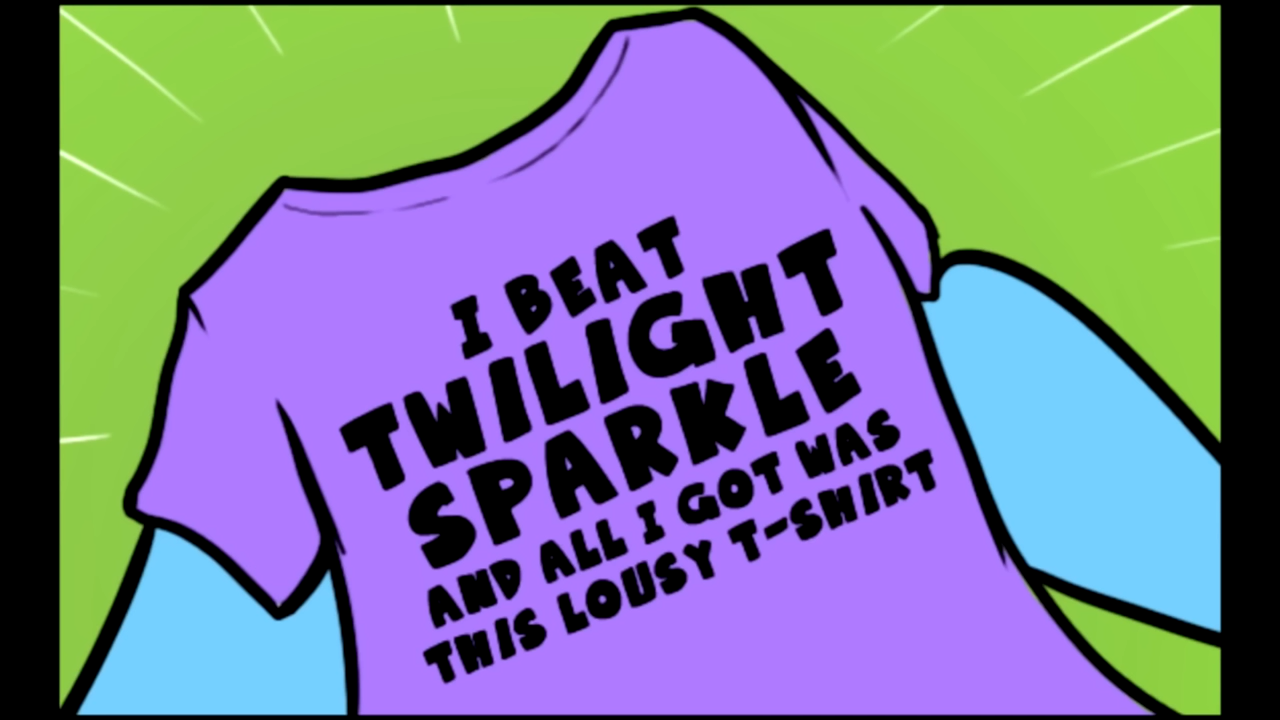 I BEAT
TWILIGHT
SPARKLE
AND ALL I GOT WAS
THIS LOUSY T-SHIRT